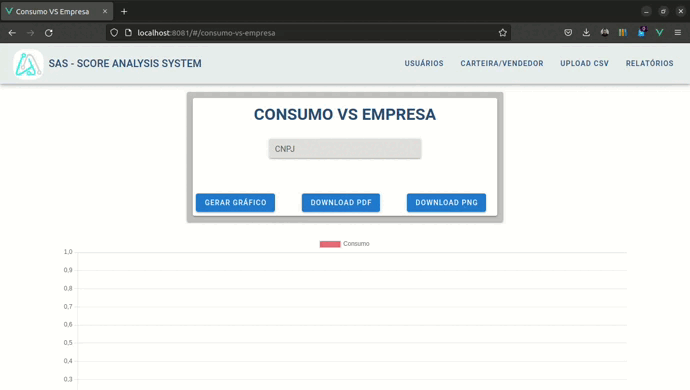 Consumo VS Empresa
localhost:8081/#/consumo-vs-empresa
SAS - SCORE ANALYSIS SYSTEM
USUÁRIOS
CARTEIRA/VENDEDOR
UPLOAD CSV
RELATÓRIOS
CONSUMO VS EMPRESA
CNPJ
GERAR GRÁFICO
DOWNLOAD PDF
DOWNLOAD PNG
Consumo
1,0
0,9
0,8
0,7
0,6
0,5
0,4
0,3